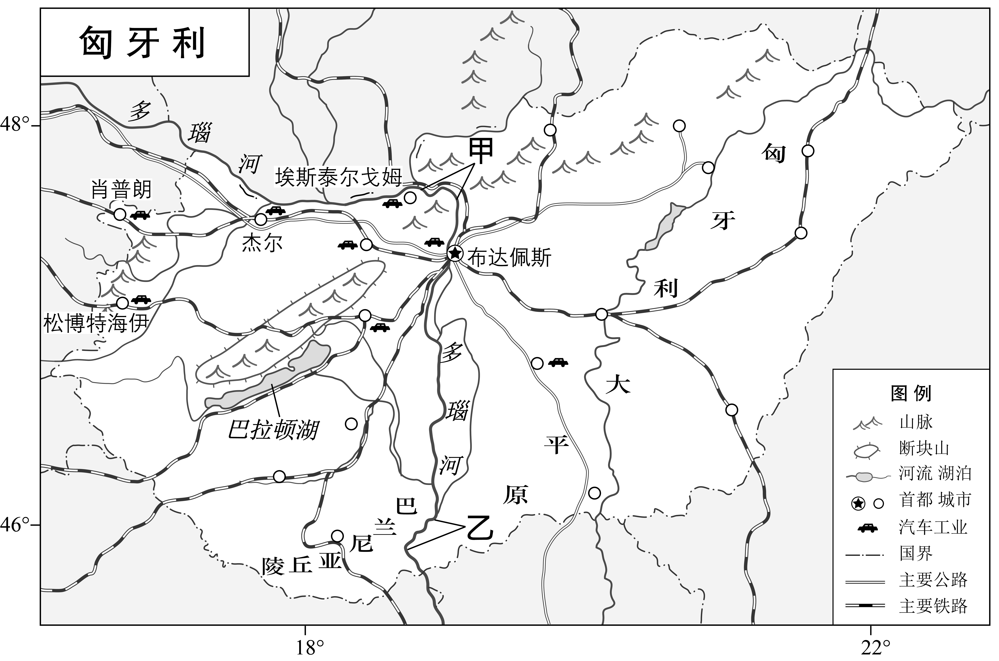 匈牙利
48°
46°
18°
22°
多瑙河
埃斯泰尔戈姆
甲
肖普朗
杰尔
布达佩斯
松博特海伊
巴拉顿湖
多瑙河
匈牙利大平原
乙
巴兰尼亚丘陵
图例
山脉
断块山
河流 湖泊
首都 城市
汽车工业
国界
主要公路
主要铁路